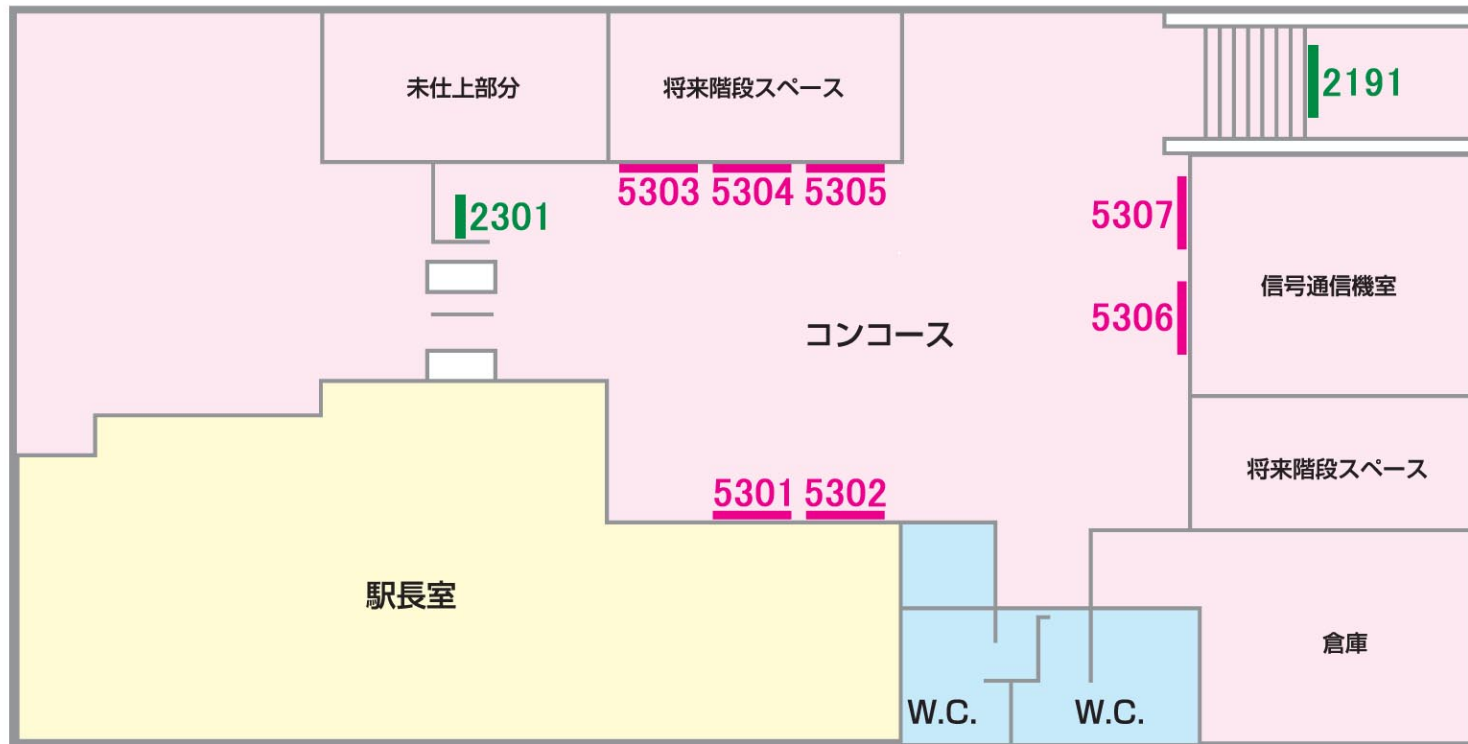 未仕上部分
将来階段スペース
2191
5303 5304 5305
2301
5307
信号通信機室
5306
コンコース
将来階段スペース
5301 5302
駅長室
倉庫
W.C.
W.C.